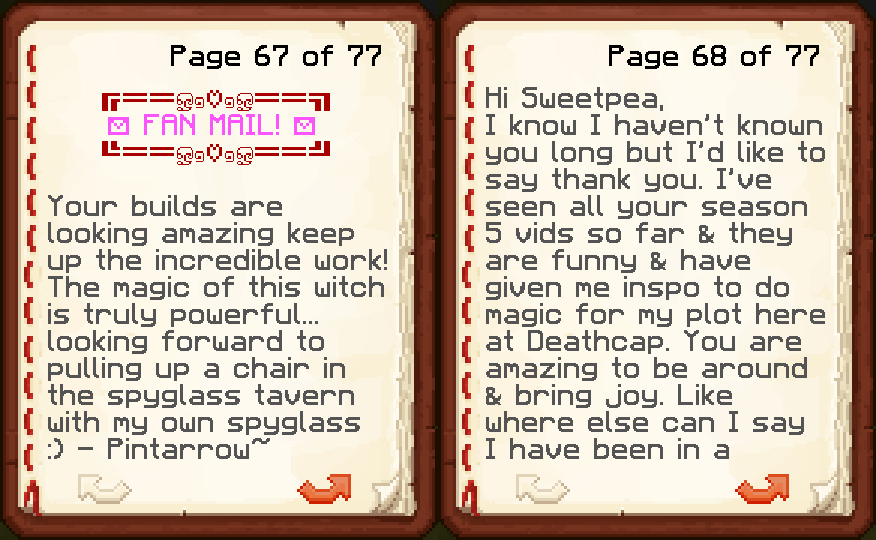 Page 67 of 77
FAN MAIL!
Your builds are
looking amazing keep
up the incredible work!
The magic of this witch
is truly powerful...
looking forward to
pulling up a chair in
the spyglass tavern
with my own spyglass
:) - Pintarrow~
Page 68 of 77
Hi Sweetpea,
I know I haven't known
you long but I'd like to
say thank you. I've
seen all your season
5 vids so far & they
are funny & have
given me inspo to do
magic for my plot here
at Deathcap. You are
amazing to be around
& bring joy. Like
where else can I say
I have been in a